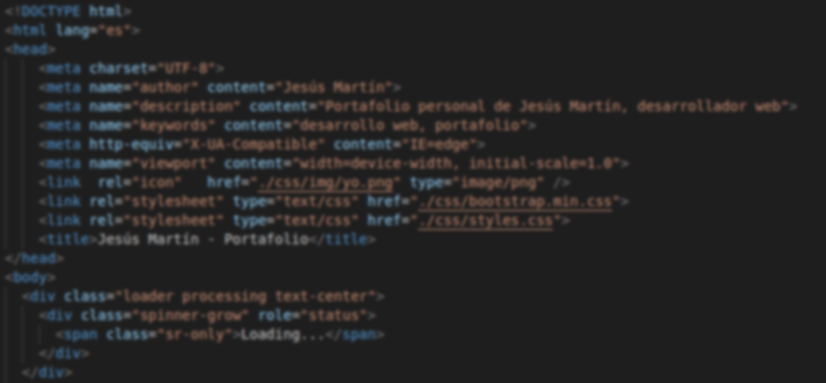 <!DOCTYPE html>
<html lang="es">
<head>
<meta charset="UTF-8">
<meta name="author" content="Jesús Martín">
<meta name="description" content="Portafolio personal de Jesús Martín, desarrollador web">
<meta name="keywords" content="desarrollo web, portafolio">
<meta http-equiv="X-UA-Compatible" content="IE=edge">
<meta name="viewport" content="width=device-width, initial-scale=1.0">
<link  rel="icon"   href="./css/img/yo.png" type="image/png" />
<link rel="stylesheet" type="text/css" href="./css/bootstrap.min.css">
<link rel="stylesheet" type="text/css" href="./css/styles.css">
<title>Jesús Martín - Portafolio</title>
</head>
<body>
<div class="loader processing text-center">
<div class="spinner-grow" role="status">
<span class="sr-only">Loading...</span>
</div>
</div>